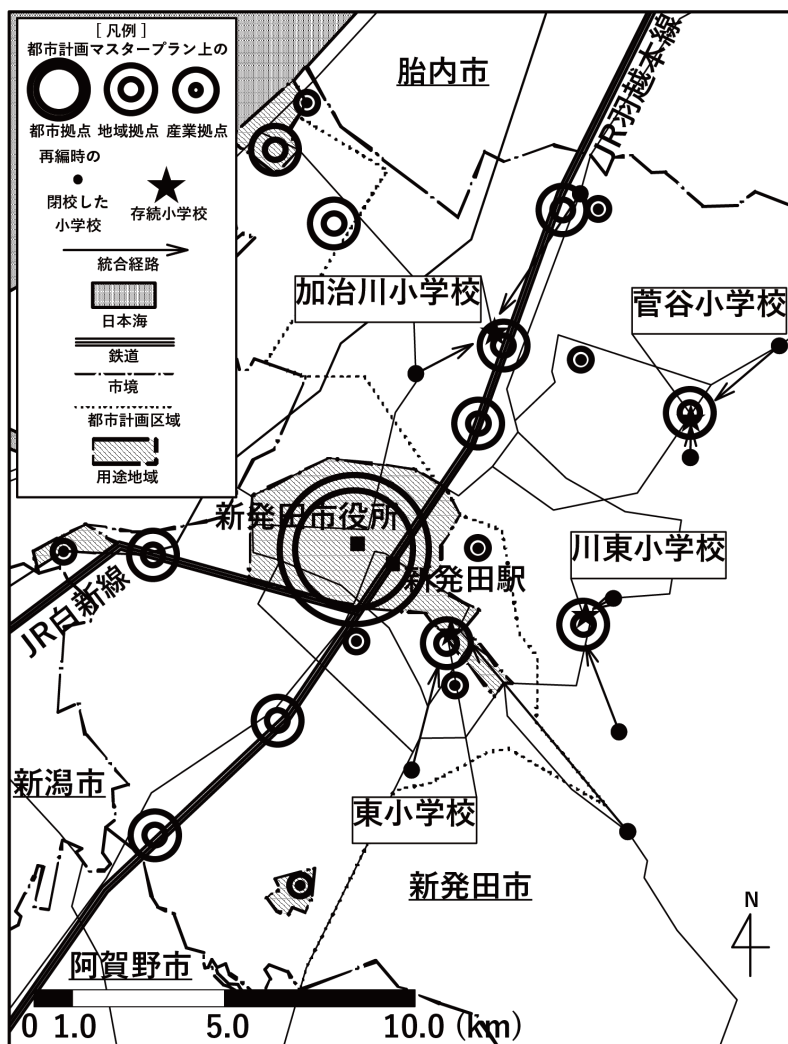 [ 凡例 ]
都市計画マスタープラン上の
都市拠点 地域拠点 産業拠点
再編時の
閉校した
小学校
存続小学校
統合経路
日本海
鉄道
市境
都市計画区域
用途地域
胎内市
JR羽越本線
加治川小学校
菅谷小学校
新発田市役所
新発田駅
川東小学校
JR白新線
新潟市
東小学校
新発田市
阿賀野市
N
0 1.0 5.0 10.0 (km)